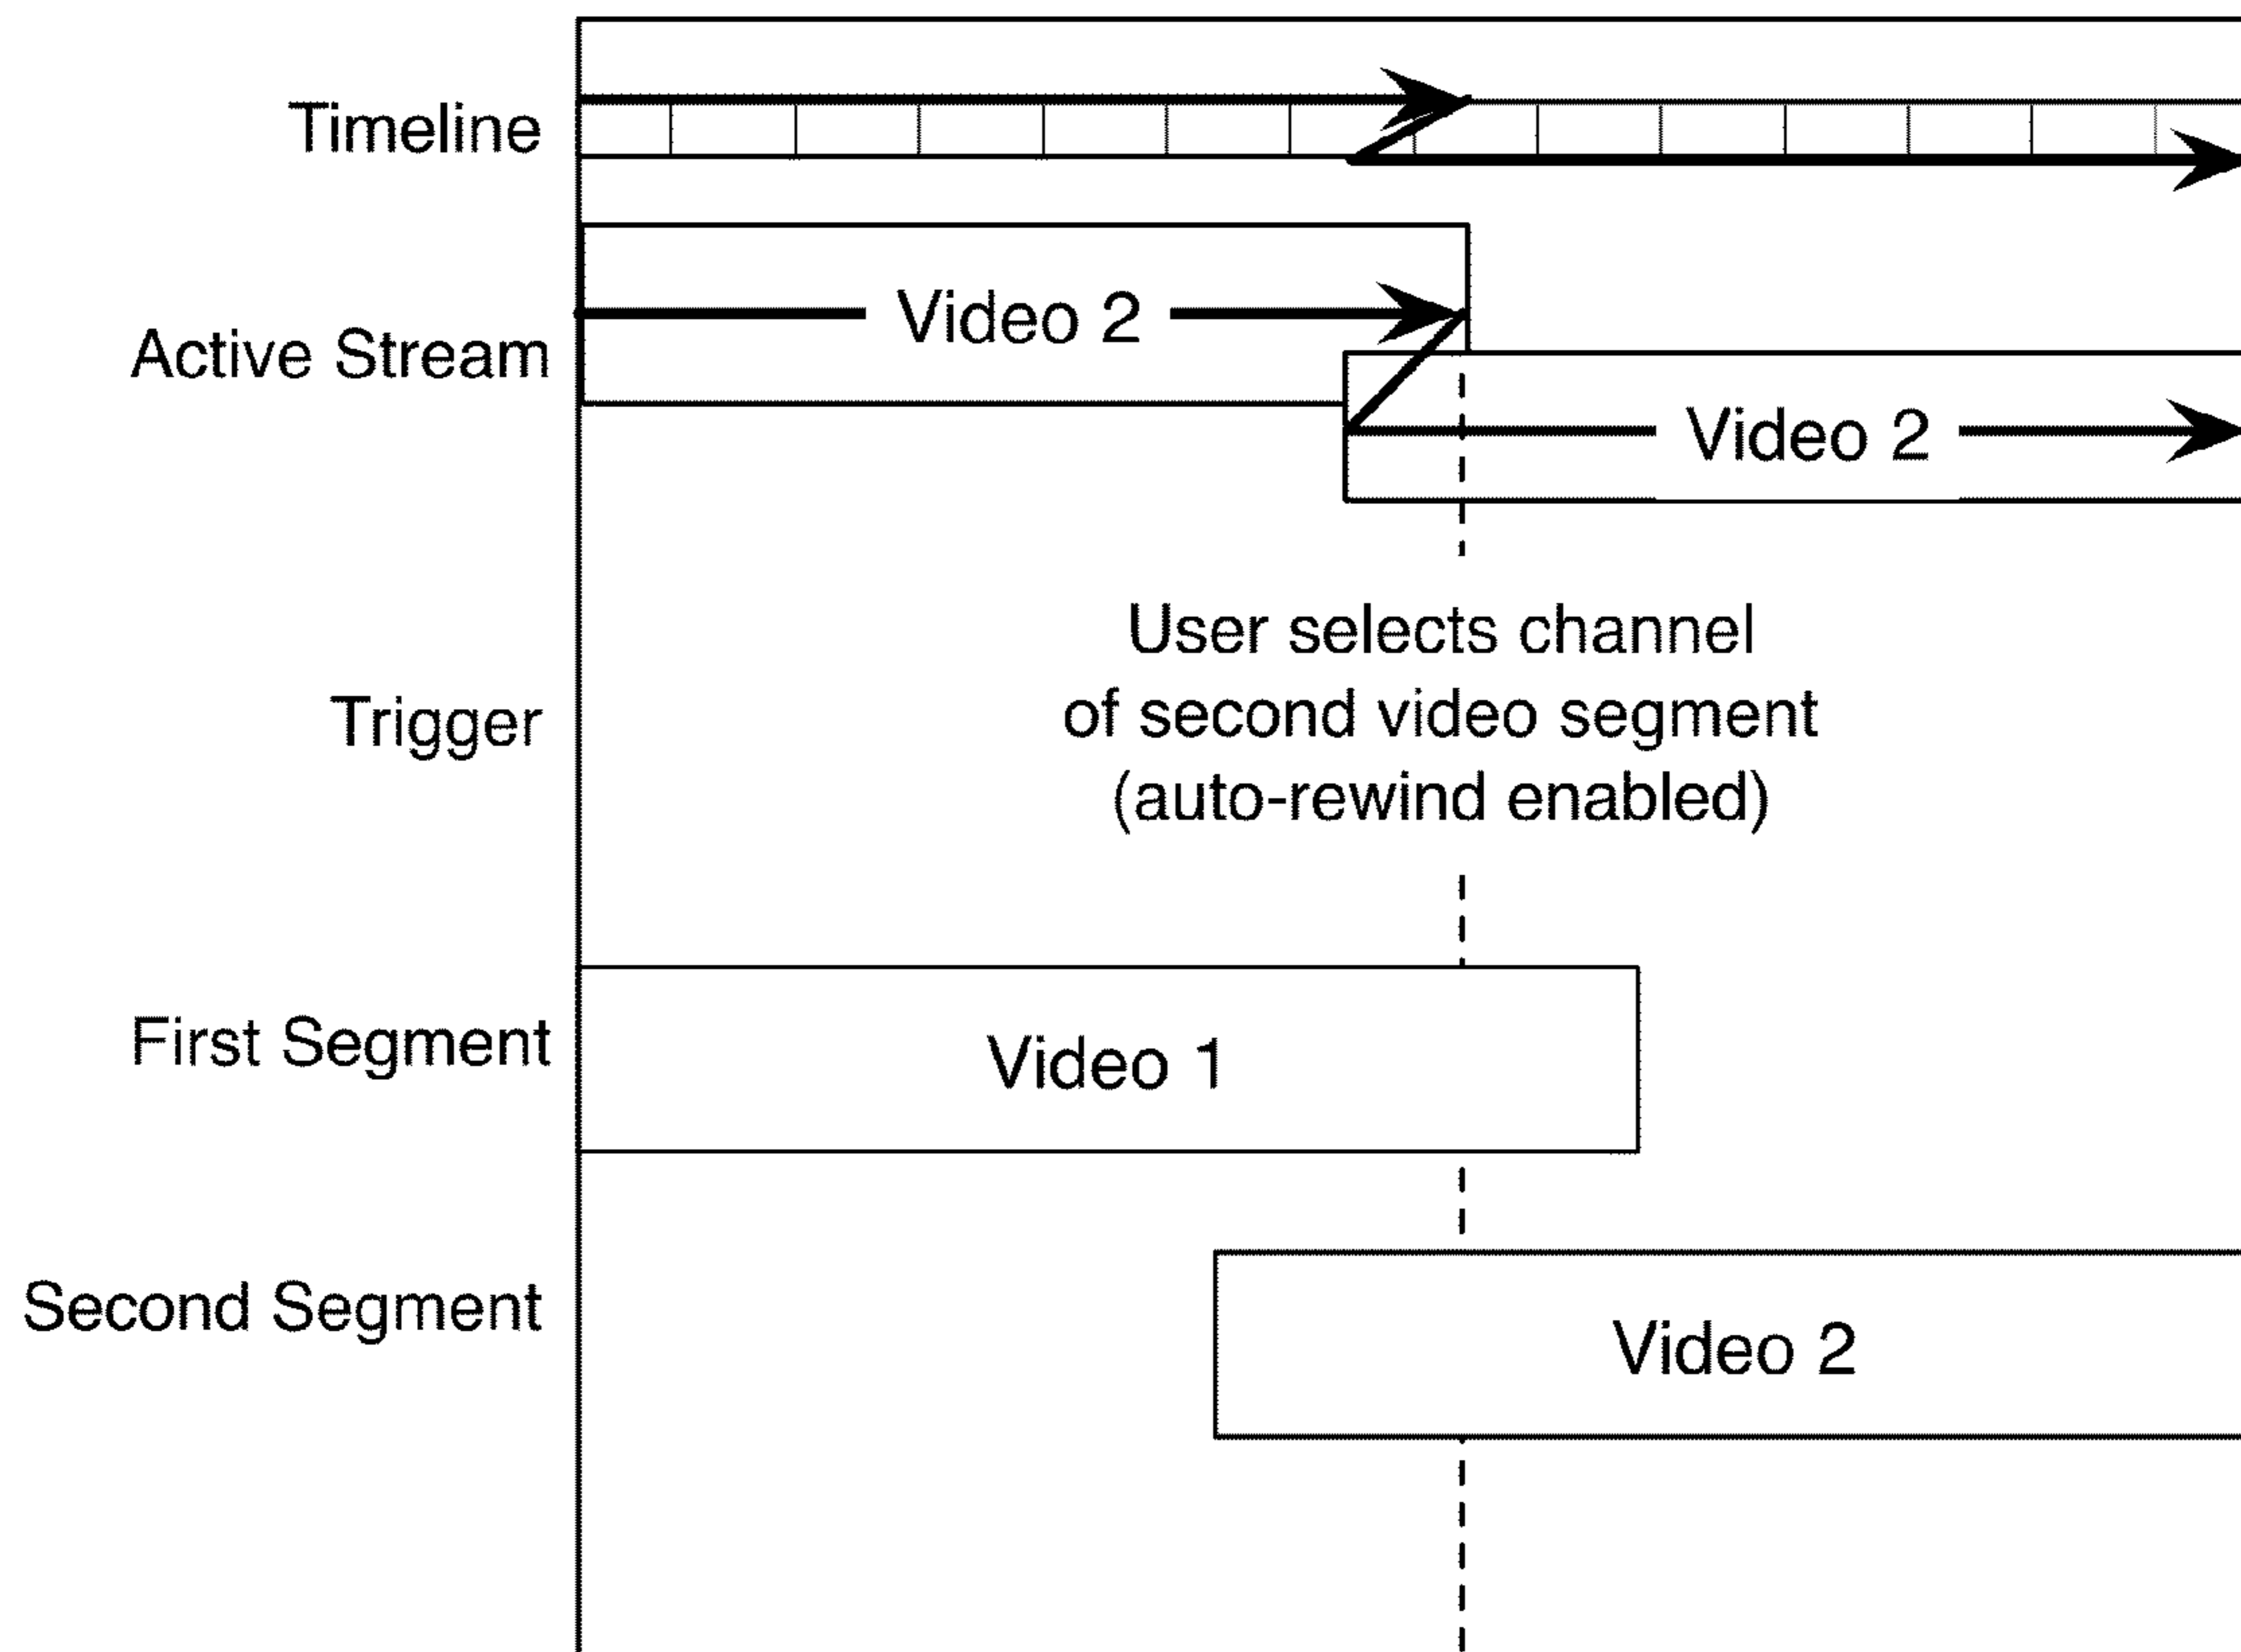 Timeline
Video 2
Active Stream
Video 2
User selects channel
of second video segment
(auto-rewind enabled)
Trigger
First Segment
Video 1
Second Segment
Video 2